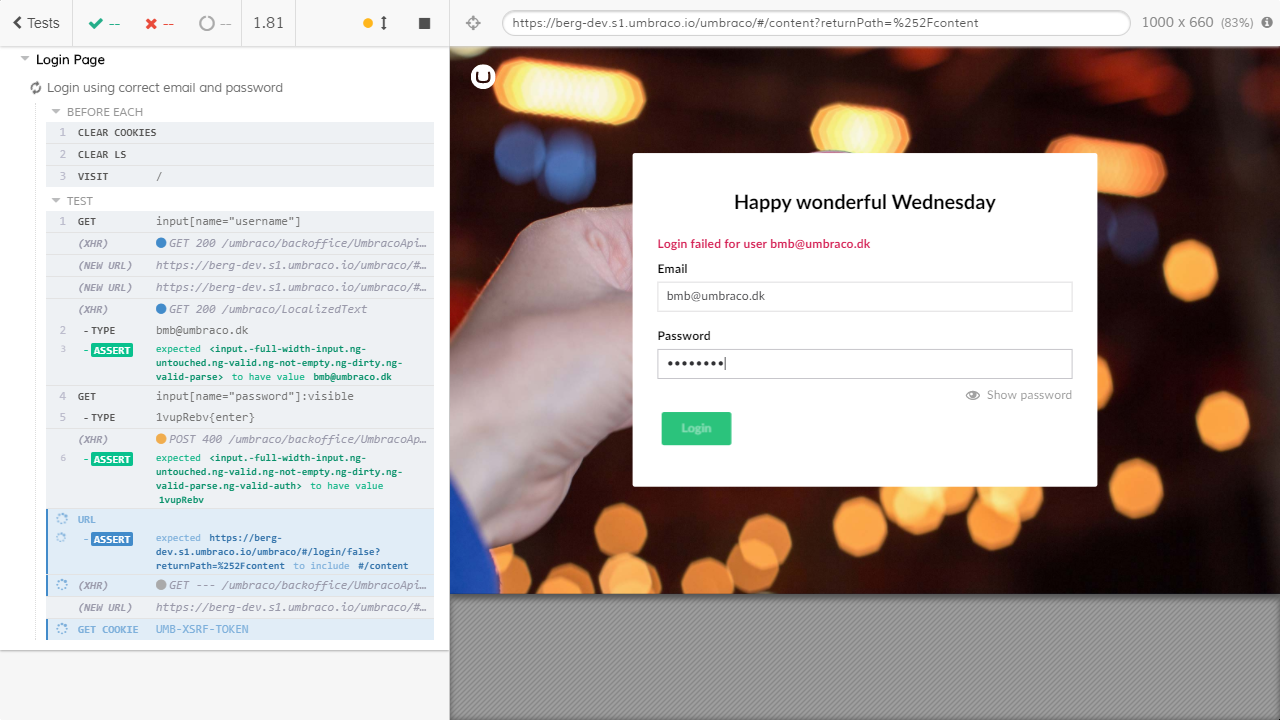 Tests
--
--
--
1.81
https://berg-dev.s1.umbraco.io/umbraco/#/content?returnPath=%252Fcontent
1000 x 660 (83%)
Login Page
Login using correct email and password
BEFORE EACH
1 CLEAR COOKIES
2 CLEAR LS
3 VISIT /
TEST
1 GET input[name="username"]
(XHR) GET 200 /umbraco/backoffice/UmbracoApi…
(NEW URL) https://berg-dev.s1.umbraco.io/umbraco/#…
(NEW URL) https://berg-dev.s1.umbraco.io/umbraco/#…
(XHR) GET 200 /umbraco/LocalizedText
2 -TYPE bmb@umbraco.dk
3 -ASSERT expected <input.-full-width-input.ng-
untouched.ng-valid.ng-not-empty.ng-dirty.ng-
valid-parse> to have value bmb@umbraco.dk
4 GET input[name="password"]:visible
5 -TYPE 1vupRebv{enter}
(XHR) POST 400 /umbraco/backoffice/UmbracoAp…
6 -ASSERT expected <input.-full-width-input.ng-
untouched.ng-valid.ng-not-empty.ng-dirty.ng-
valid-parse.ng-valid-auth> to have value
1vupRebv
URL
-ASSERT expected https://berg-
dev.s1.umbraco.io/umbraco/#/login/false?
returnPath=%252Fcontent to include #/content
(XHR) GET --- /umbraco/backoffice/UmbracoApi…
(NEW URL) https://berg-dev.s1.umbraco.io/umbraco/#…
GET COOKIE UMB-XSRF-TOKEN
Happy wonderful Wednesday
Login failed for user bmb@umbraco.dk
Email
bmb@umbraco.dk
Password
••••••••
Show password
Login